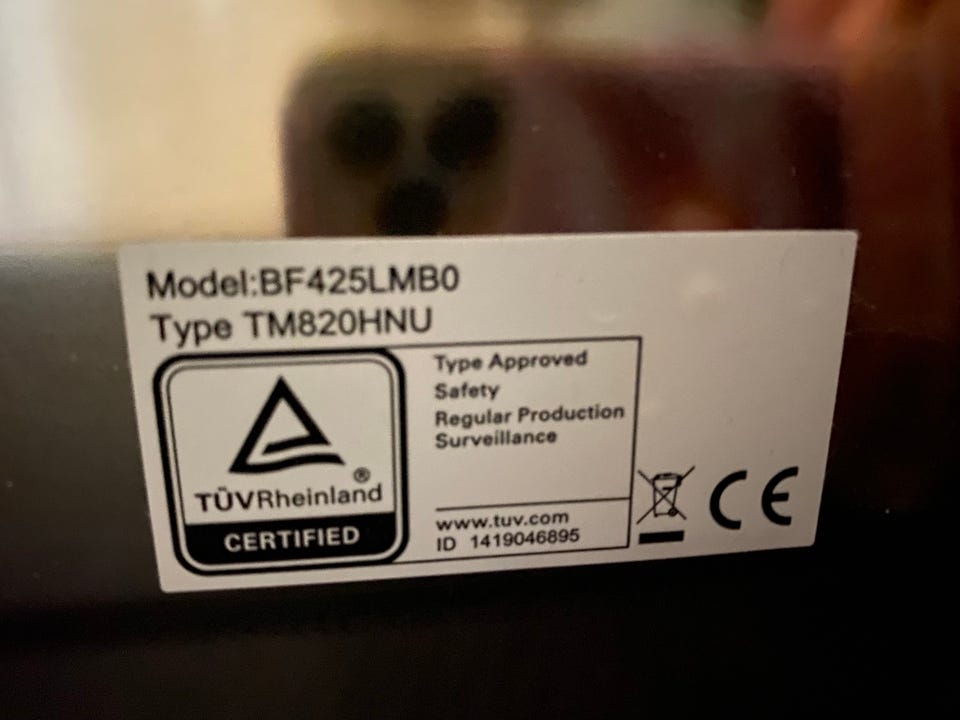 Model:BF425LMB0
Type TM820HNU
TÜVRheinland®
CERTIFIED
Type Approved
Safety
Regular Production
Surveillance
www.tuv.com
ID 1419046895
CE